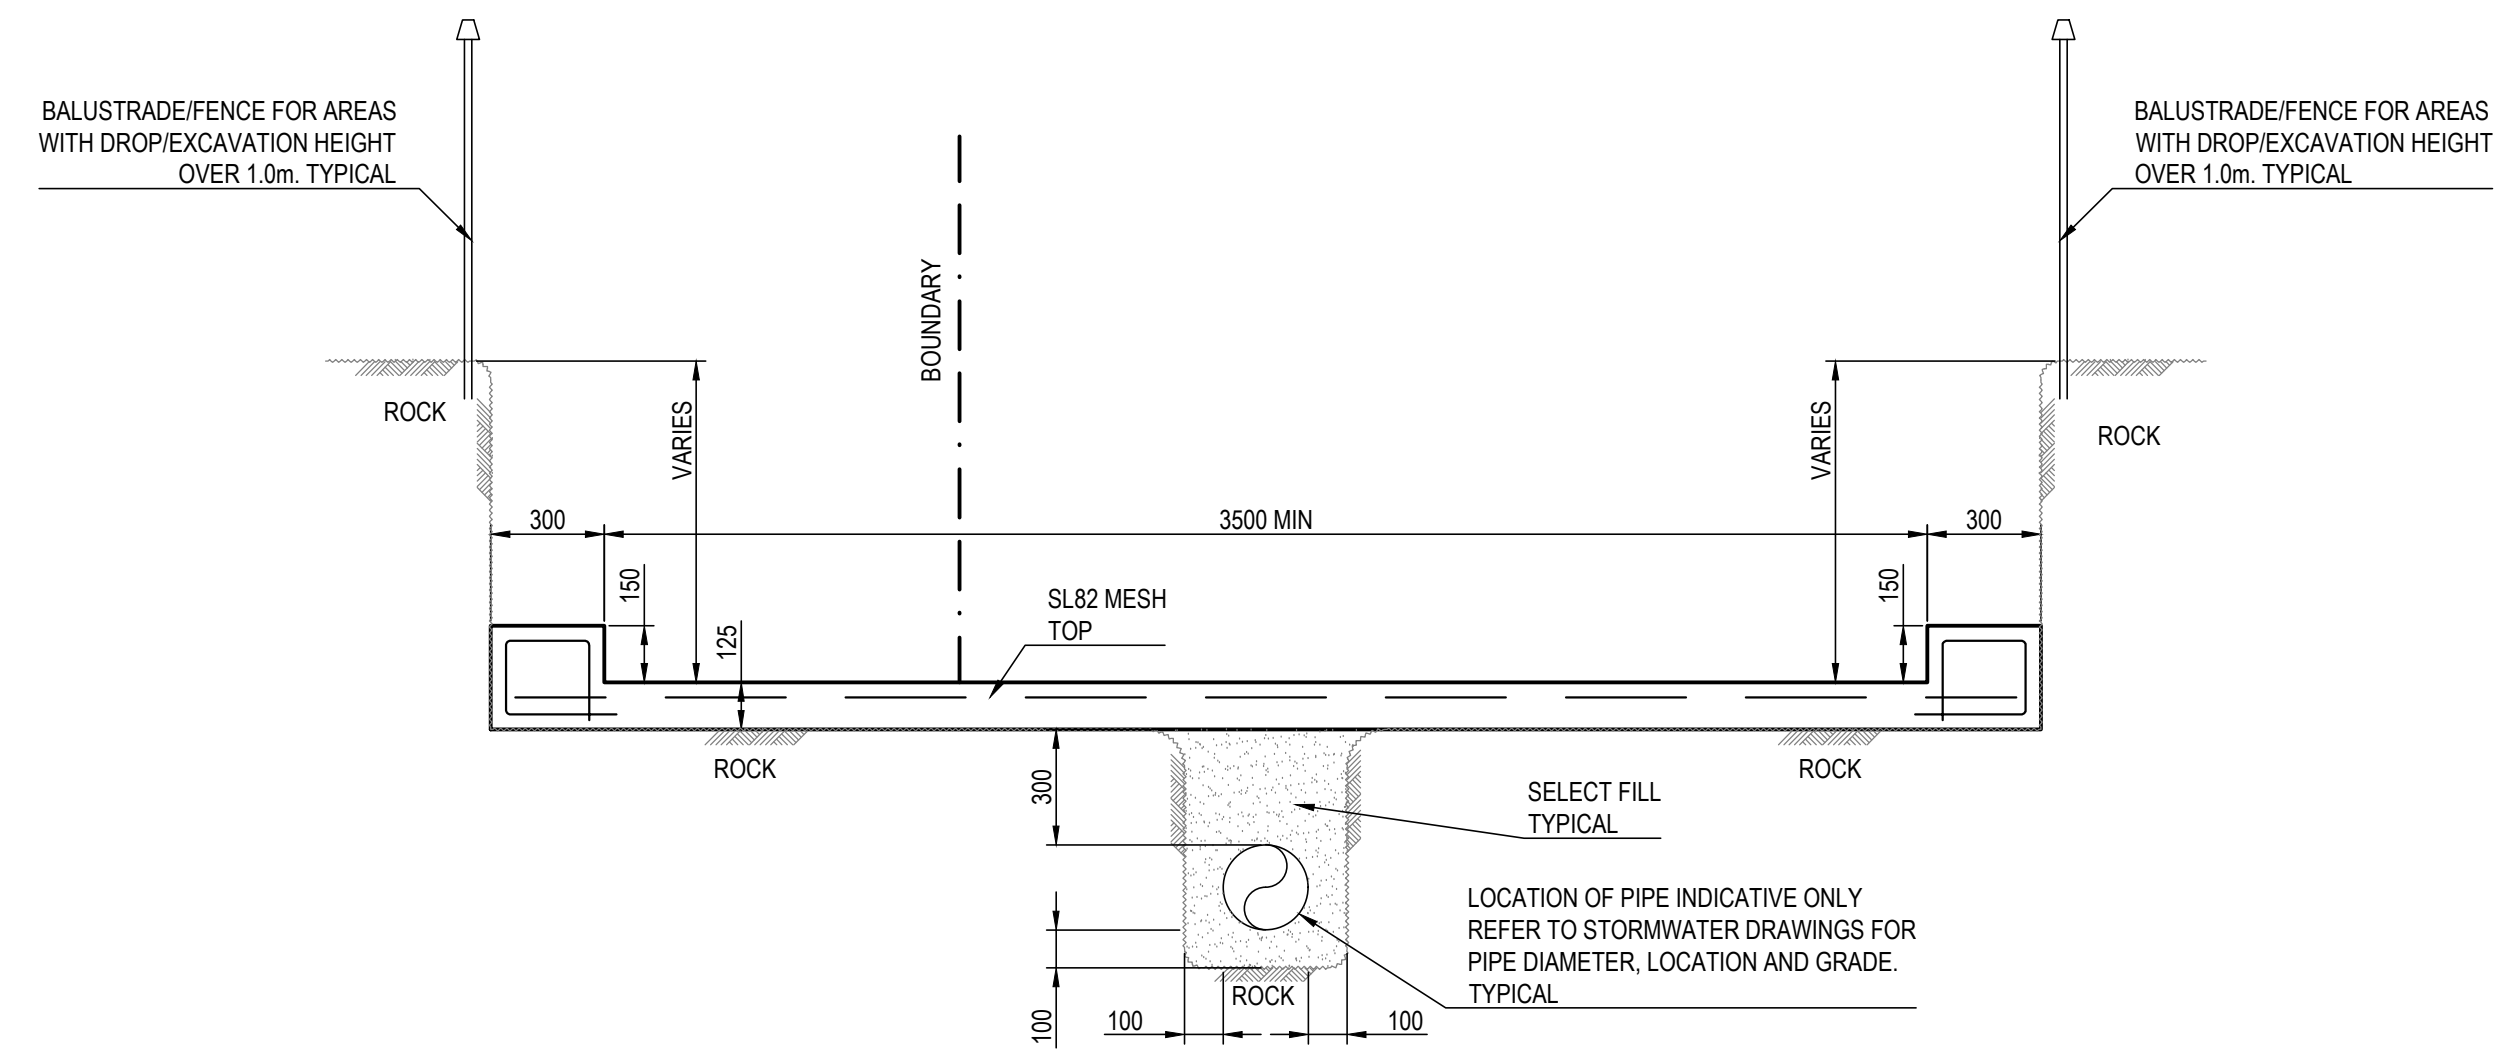 BALUSTRADE/FENCE FOR AREAS
WITH DROP/EXCAVATION HEIGHT
OVER 1.0m. TYPICAL
BALUSTRADE/FENCE FOR AREAS
WITH DROP/EXCAVATION HEIGHT
OVER 1.0m. TYPICAL
BOUNDARY
ROCK
VARIES
VARIES
ROCK
300
3500 MIN
300
150
125
SL82 MESH
TOP
150
ROCK
ROCK
300
SELECT FILL
TYPICAL
LOCATION OF PIPE INDICATIVE ONLY
REFER TO STORMWATER DRAWINGS FOR
PIPE DIAMETER, LOCATION AND GRADE.
TYPICAL
ROCK
100
100
100